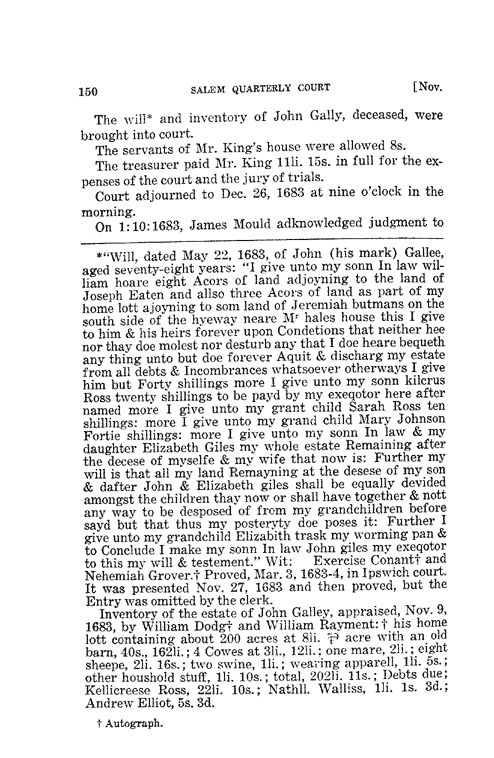 150 SALEM QUARTERLY COURT [Nov.
The will* and inventory of John Gally, deceased, were
brought into court.
The servants of Mr. King's house were allowed 8s.
The treasurer paid Mr. King 11li. 15s. in full for the ex-
penses of the court and the jury of trials.
Court adjourned to Dec. 26, 1683 at nine o'clock in the
morning.
On 1:10:1683, James Mould adknowledged judgment to
*"Will, dated May 22, 1683, of John (his mark) Gallee,
aged seventy-eight years: "I give unto my sonn In law wil-
liam hoare eight Acors of land adjoyning to the land of
Joseph Eaten and allso three Acors of land as part of my
home lott ajoyning to som land of Jeremiah butmans on the
south side of the hyeway neare Mr hales house this I give
to him & his heirs forever upon Condetions that neither hee
nor thay doe molest nor desturb any that I doe heare bequeth
any thing unto but doe forever Aquit & discharg my estate
from all debts & Incombrances whatsoever otherways I give
him but Forty shillings more I give unto my sonn kilcrus
Ross twenty shillings to be payd by my exeqotor here after
named more I give unto my grant child Sarah Ross ten
shillings: more I give unto my grand child Mary Johnson
Fortie shillings: more I give unto my sonn In law & my
daughter Elizabeth Giles my whole estate Remaining after
the decese of myselfe & my wife that now is: Further my
will is that all my land Remayning at the desese of my son
& dafter John & Elizabeth giles shall be equally devided
amongst the children thay now or shall have together & nott
any way to be desposed of from my grandchildren before
sayd but that thus my posteryty doe poses it: Further I
give unto my grandchild Elizabith trask my worming pan &
to Conclude I make my sonn In law John giles my exeqotor
to this my will & testement." Wit: Exercise Conant† and
Nehemiah Grover.† Proved, Mar. 3, 1683-4, in Ipswich court.
It was presented Nov. 27, 1683 and then proved, but the
Entry was omitted by the clerk.
Inventory of the estate of John Galley, appraised, Nov. 9,
1683, by William Dodg† and William Rayment:† his home
lott containing about 200 acres at 8li. ⅌ acre with an old
barn, 40s., 162li.; 4 Cowes at 3li., 12li.; one mare, 2li.; eight
sheepe, 2li. 16s.; two swine, 1li.; wearing apparell, 1li. 5s.;
other houshold stuff, 1li. 10s.; total, 202li. 11s.; Debts due;
Kellicreese Ross, 22li. 10s.; Nathll. Walliss, 1li. 1s. 3d.;
Andrew Elliot, 5s. 3d.
† Autograph.